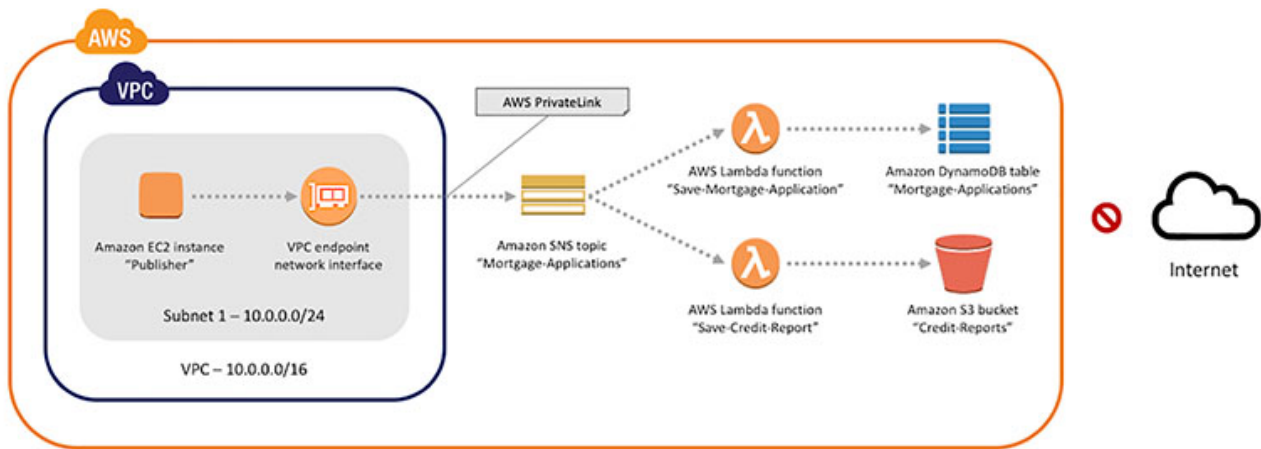 AWS
VPC
AWS PrivateLink
Amazon EC2 instance
“Publisher”
VPC endpoint
network interface
Subnet 1 – 10.0.0.0/24
VPC – 10.0.0.0/16
Amazon SNS topic
“Mortgage-Applications”
AWS Lambda function
“Save-Mortgage-Application”
Amazon DynamoDB table
“Mortgage-Applications”
AWS Lambda function
“Save-Credit-Report”
Amazon S3 bucket
“Credit-Reports”
Internet